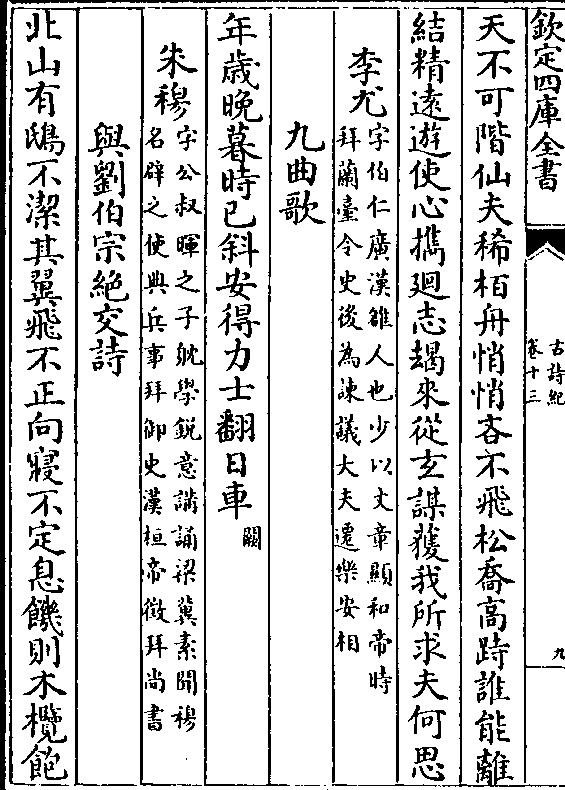 欽定四庫全書
古詩紀
卷十三
九
天不可階仙夫稀栢舟悄悄吝不飛松喬高跱誰能離
結精逺遊使心㩦廻志朅來從玄諆獲我所求夫何思
李尤
字伯仁廣漢雒人也少以文章顯和帝時
拜蘭臺令史後為諌議大夫遷樂安相
九曲歌
年歲晚暮時已斜安得力士翻日車
闕
朱穆
字公叔暉之子躭學鋭意講誦梁冀素聞穆
名辟之使典兵事拜御史漢桓帝徵拜尚書
與劉伯宗絶交詩
北山有鴟不潔其翼飛不正向寢不定息饑則木欖飽